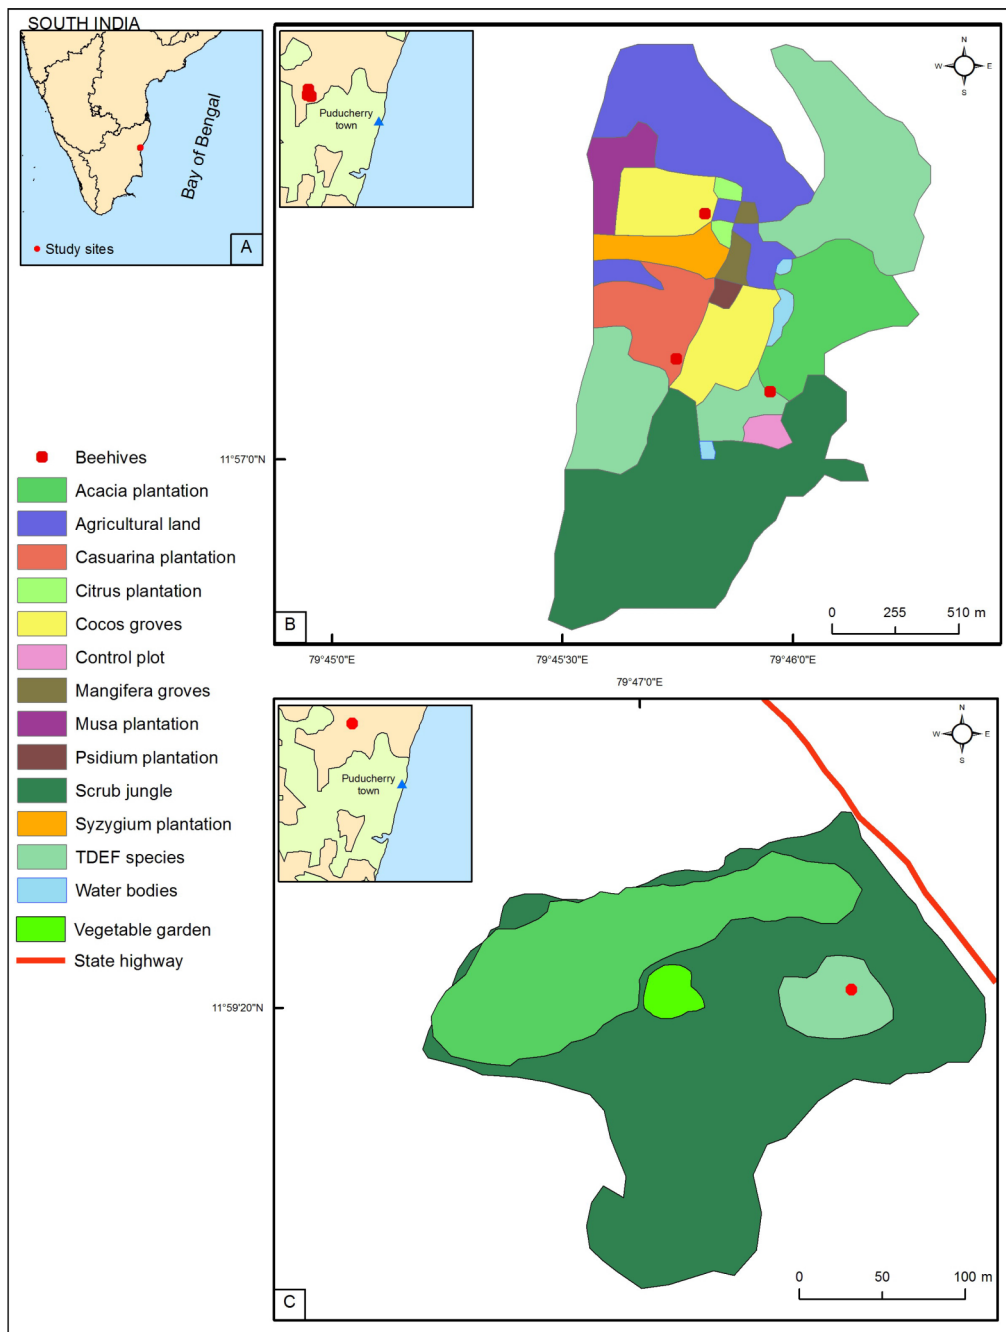 SOUTH INDIA
Bay of Bengal
Study sites
A
Puducherry
town
N
W
E
S
B
0 255 510 m
11°57'0"N
79°45'0"E
79°45'30"E
79°46'0"E
Beehives
Acacia plantation
Agricultural land
Casuarina plantation
Citrus plantation
Cocos groves
Control plot
Mangifera groves
Musa plantation
Psidium plantation
Scrub jungle
Syzygium plantation
TDEF species
Water bodies
Vegetable garden
State highway
79°47'0"E
Puducherry
town
N
W
E
S
11°59'20"N
0 50 100 m
C